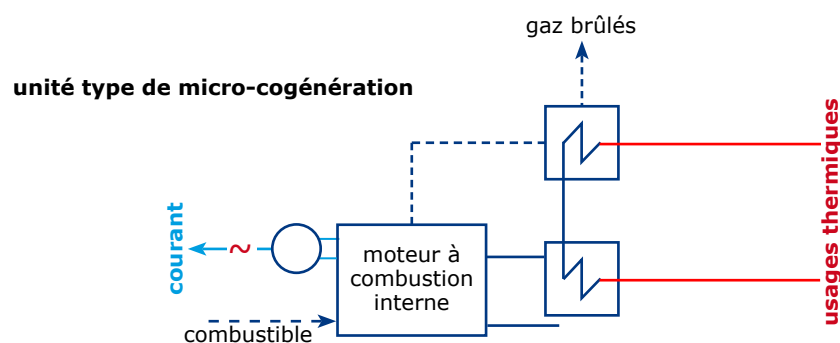 gaz brûlés
unité type de micro-cogénération
usages thermiques
courant
~
moteur à
combustion
interne
combustible